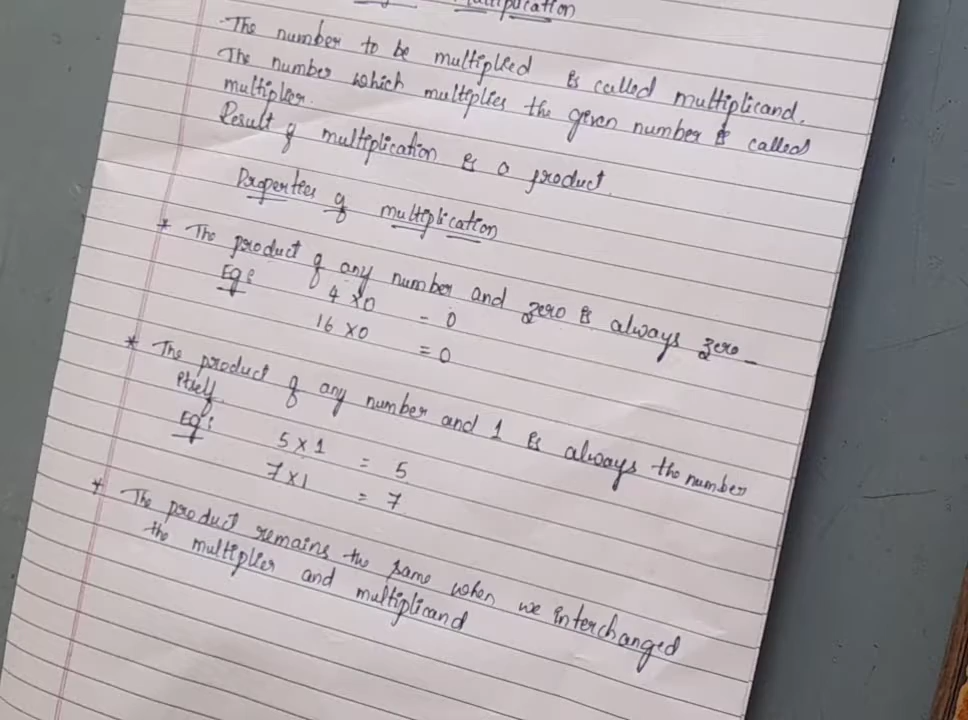 Multiplication
The number to be multiplied is called multiplicand.
The number which multiplies the given number is called
multiplier.
Result of multiplication is a product.
Properties of multiplication
* The product of any number and zero is always zero
Eg: 4 x 0 = 0
16 x 0 = 0
* The product of any number and 1 is always the number
itself.
Eg: 5 x 1 = 5
7 x 1 = 7
* The product remains the same when we interchanged
the multiplier and multiplicand